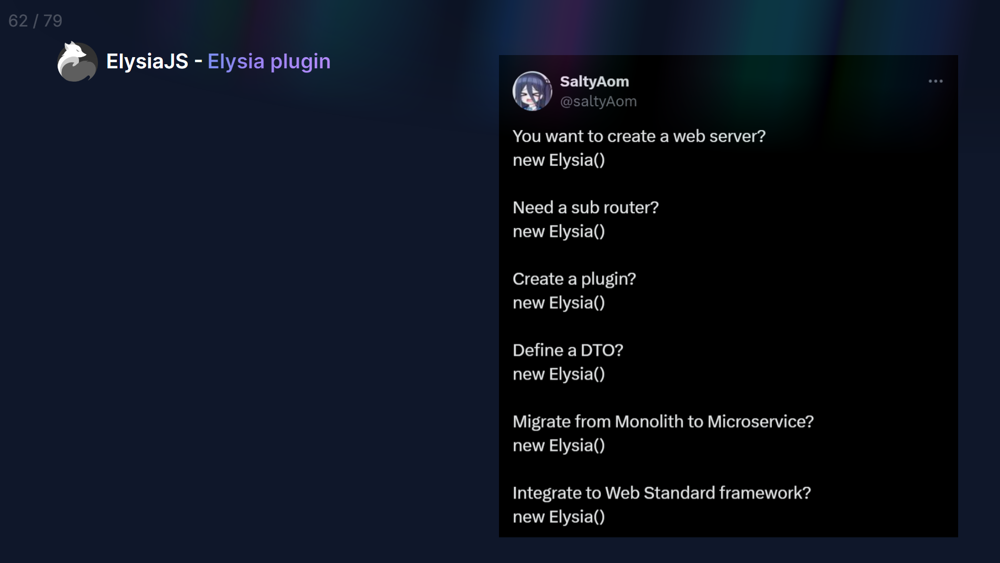 62 / 79
ElysiaJS - Elysia plugin
SaltyAom
@saltyAom
You want to create a web server?
new Elysia()
Need a sub router?
new Elysia()
Create a plugin?
new Elysia()
Define a DTO?
new Elysia()
Migrate from Monolith to Microservice?
new Elysia()
Integrate to Web Standard framework?
new Elysia()